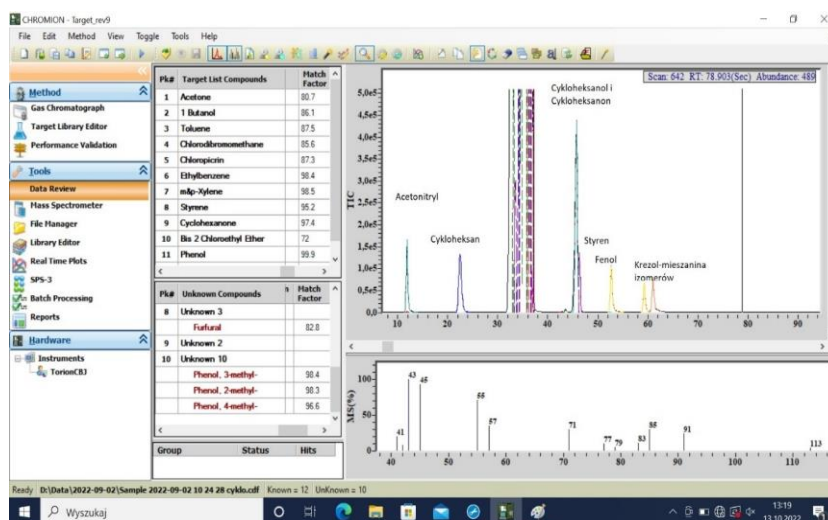 CHROMION - Target_rev9
File Edit Method View Toggle Tools Help
Method
Gas Chromatograph
Target Library Editor
Performance Validation
Tools
Data Review
Mass Spectrometer
File Manager
Library Editor
Real Time Plots
SPS-3
Batch Processing
Reports
Hardware
Instruments
TorionCBJ
Pk# Target List Compounds Match Factor
1 Acetone 80.7
2 1 Butanol 86.1
3 Toluene 87.5
4 Chlorodibromomethane 85.6
5 Chloropicrin 87.3
6 Ethylbenzene 98.4
7 m&p-Xylene 98.5
8 Styrene 95.2
9 Cyclohexanone 97.4
10 Bis 2 Chloroethyl Ether 72
11 Phenol 99.9
Pk# Unknown Compounds Match Factor
8 Unknown 3
Furfural 82.8
9 Unknown 2
10 Unknown 10
Phenol, 3-methyl- 98.4
Phenol, 2-methyl- 98.3
Phenol, 4-methyl- 96.6
Group Status Hits
Scan: 642 RT: 78.903(Sec) Abundance: 489
Cykloheksanol i
Cykloheksanon
Acetonitryl
Cykloheksan
Styren
Fenol
Krezol-mieszanina
izomerów
TIC
5,0e5
4,5e5
4,0e5
3,5e5
3,0e5
2,5e5
2,0e5
1,5e5
1,0e5
5,0e4
0,0
10 20 30 40 50 60 70 80 90
MS(%)
100
50
0
41 43 45 55 57 71 77 79 83 85 91 113
40 50 60 70 80 90 100 110
Ready D:\Data\2022-09-02\Sample 2022-09-02 10 24 28 cyklo.cdf Known = 12 UnKnown = 10
Wyszukaj
13:19
13.10.2022